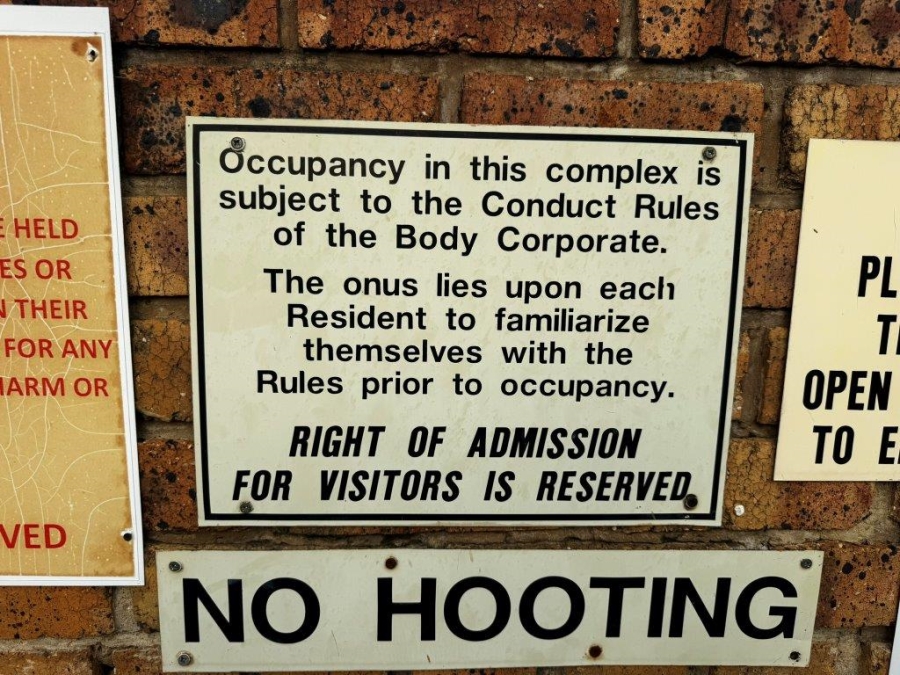 E HELD
ES OR
N THEIR
FOR ANY
HARM OR
VED
Occupancy in this complex is
subject to the Conduct Rules
of the Body Corporate.
The onus lies upon each
Resident to familiarize
themselves with the
Rules prior to occupancy.
RIGHT OF ADMISSION
FOR VISITORS IS RESERVED
NO HOOTING
PL
T
OPEN
TO E